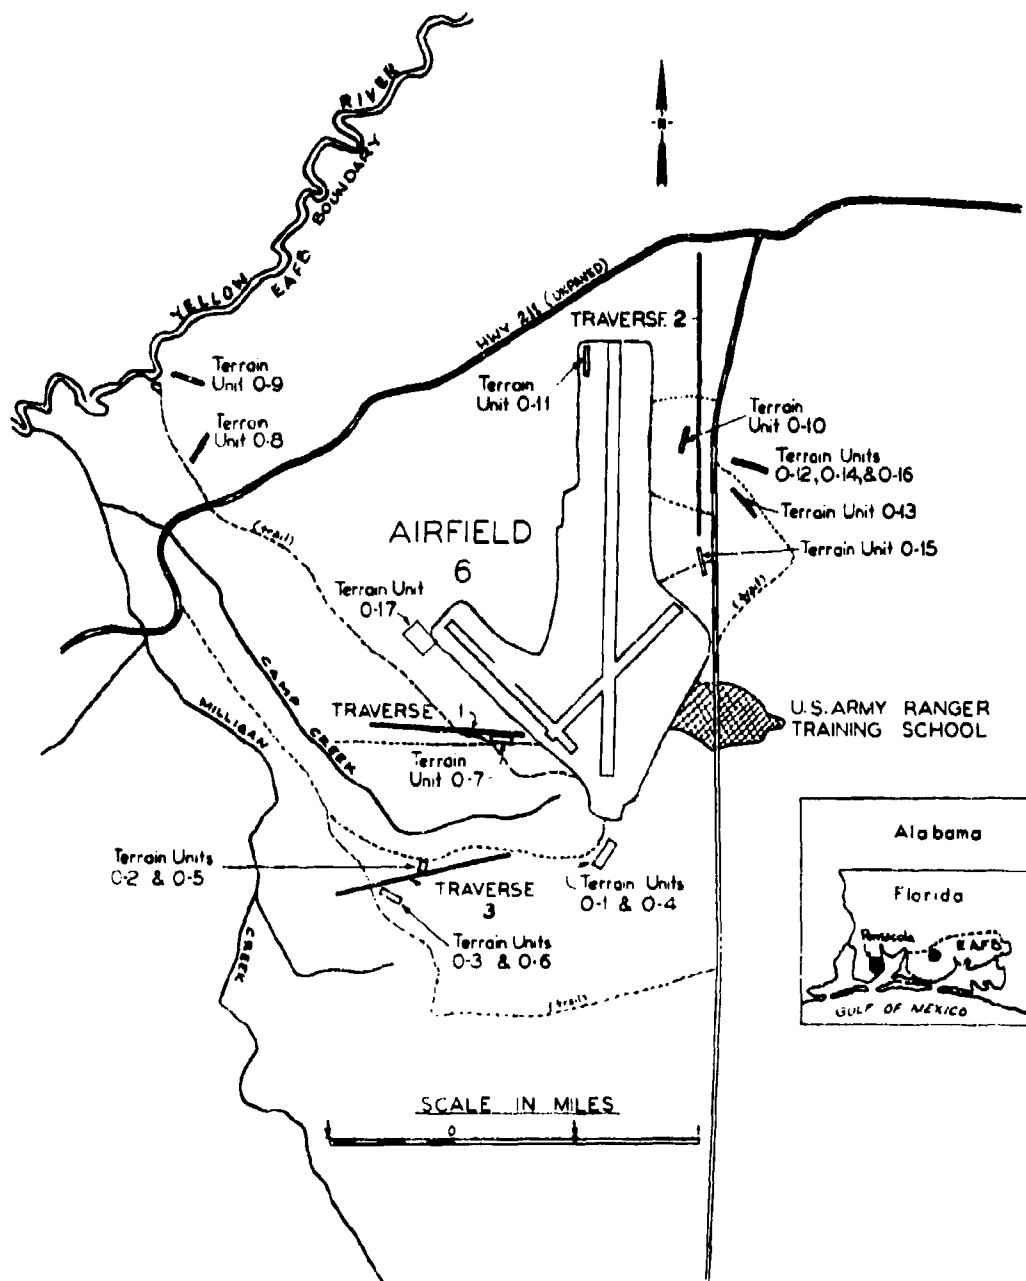 YELLOW RIVER
EAFB BOUNDARY
N
HWY 211 (UNPAVED)
TRAVERSE 2
Terrain
Unit 0-9
Terrain
Unit 0-8
Terrain
Unit 0-11
Terrain
Unit 0-10
Terrain Units
0-12, 0-14, & 0-16
Terrain Unit 0-13
Terrain Unit 0-15
(trail)
(trail)
AIRFIELD
6
Terrain Unit
0-17
CAMP CREEK
MILLIGAN CREEK
TRAVERSE 1
Terrain
Unit 0-7
U.S. ARMY RANGER
TRAINING SCHOOL
Terrain Units
0-2 & 0-5
TRAVERSE
3
Terrain Units
0-1 & 0-4
Terrain Units
0-3 & 0-6
(trail)
Alabama
Florida
Pensacola
E.A.F.B.
GULF OF MEXICO
SCALE IN MILES
0
1